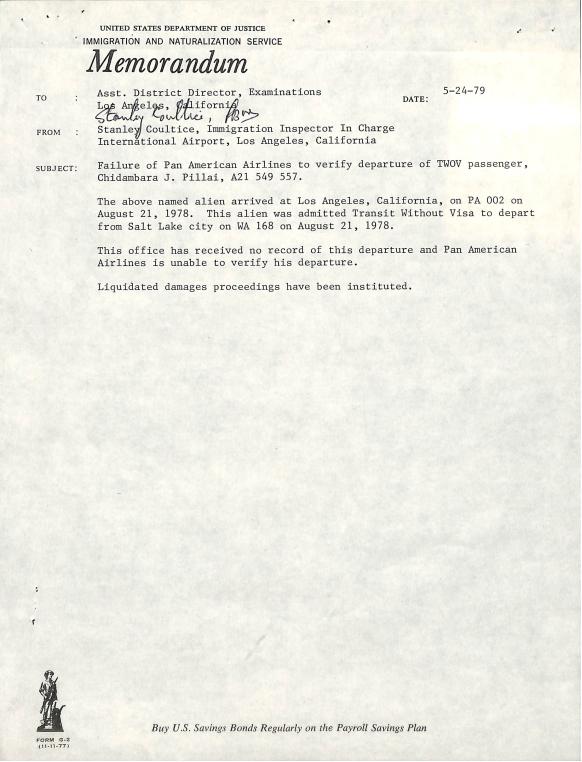 UNITED STATES DEPARTMENT OF JUSTICE
IMMIGRATION AND NATURALIZATION SERVICE
Memorandum
TO : Asst. District Director, Examinations
Los Angeles, California
DATE: 5-24-79
Stanley Coultice,
FROM : Stanley Coultice, Immigration Inspector In Charge
International Airport, Los Angeles, California
SUBJECT: Failure of Pan American Airlines to verify departure of TWOV passenger,
Chidambara J. Pillai, A21 549 557.
The above named alien arrived at Los Angeles, California, on PA 002 on
August 21, 1978. This alien was admitted Transit Without Visa to depart
from Salt Lake city on WA 168 on August 21, 1978.
This office has received no record of this departure and Pan American
Airlines is unable to verify his departure.
Liquidated damages proceedings have been instituted.
Buy U.S. Savings Bonds Regularly on the Payroll Savings Plan
FORM G-2
(11-11-77)